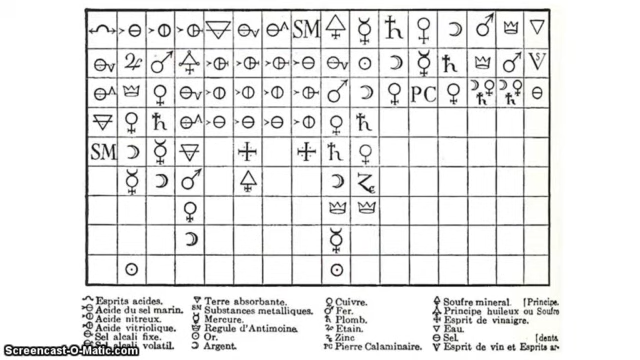 SM
V
PC
SM
Esprits acides.
Acide du sel marin.
Acide nitreux.
Acide vitriolique.
Sel alcali fixe.
Sel alcali volatil.
Terre absorbante.
Substances metalliques.
Mercure.
Regule d'Antimoine.
Or.
Argent.
Cuivre.
Fer.
Plomb.
Etain.
Zinc
PC Pierre Calaminaire.
Soufre mineral. [Principe.
Principe huileux ou Soufre
Esprit de vinaigre.
Eau.
Sel. [dents
Esprit de vin et Esprits ar-
Screencast-O-Matic.com